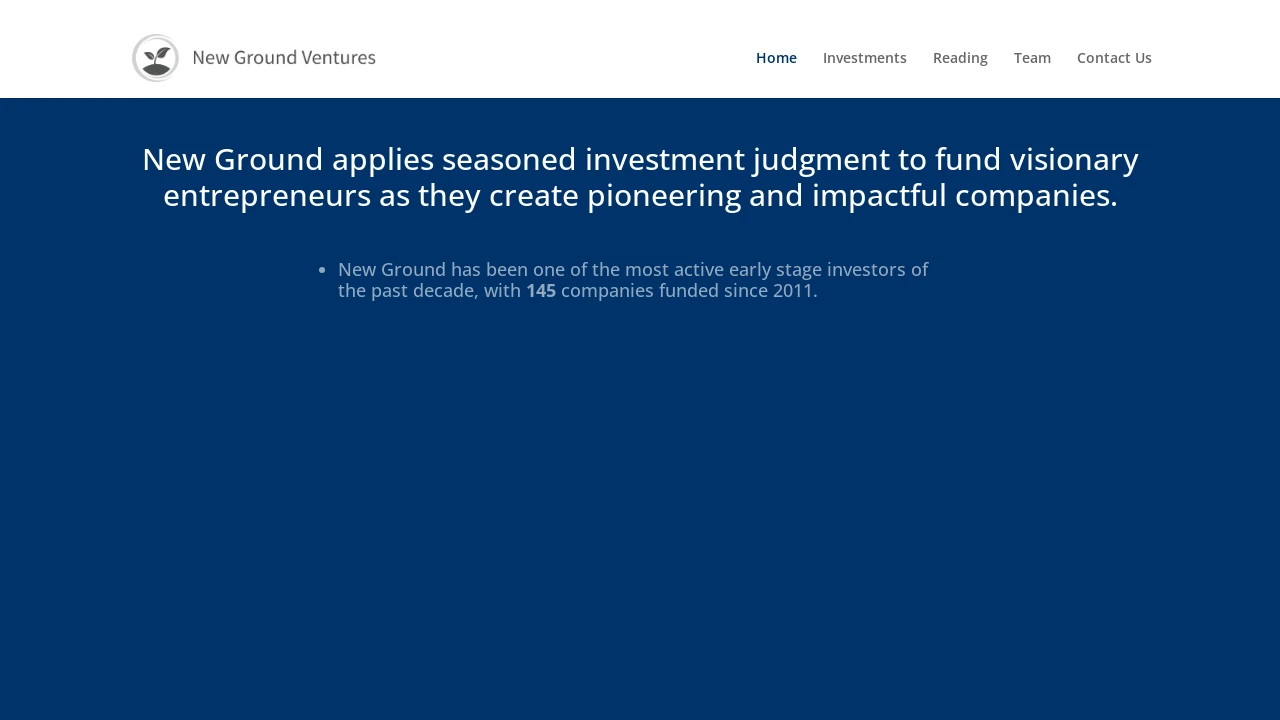 New Ground Ventures
Home Investments Reading Team Contact Us
New Ground applies seasoned investment judgment to fund visionary
entrepreneurs as they create pioneering and impactful companies.
• New Ground has been one of the most active early stage investors of
the past decade, with 145 companies funded since 2011.